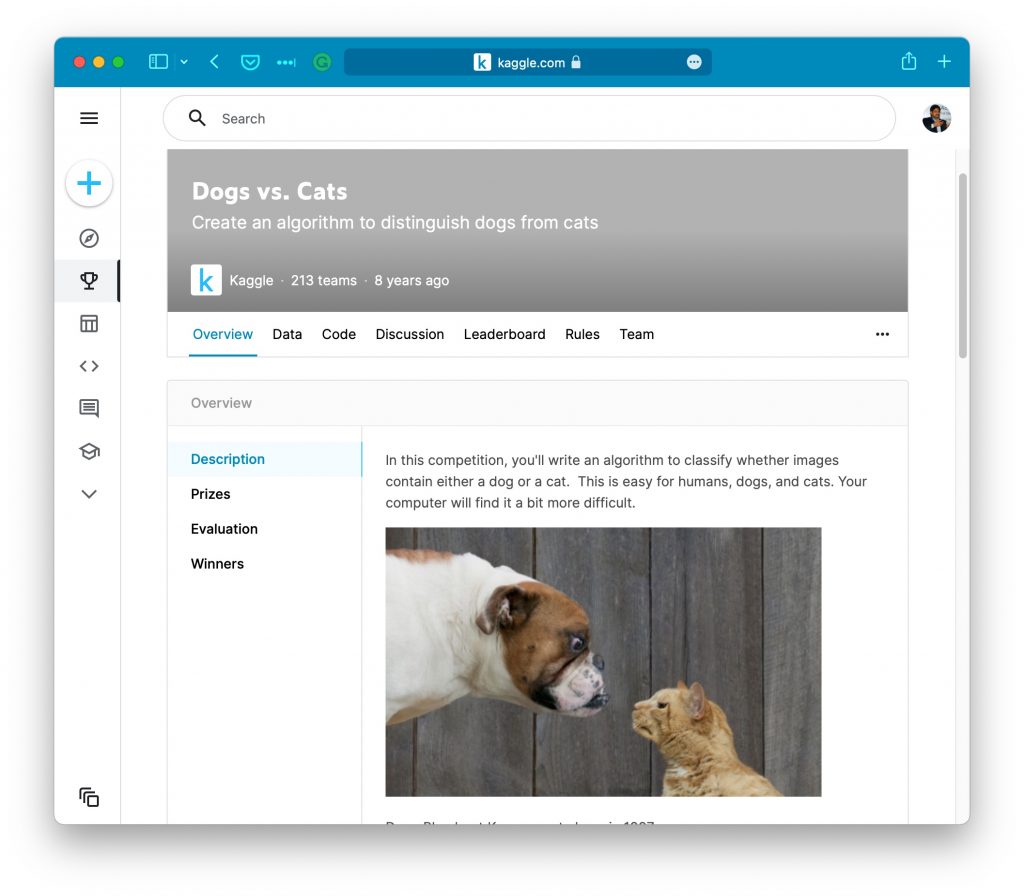 kaggle.com
Search
Dogs vs. Cats
Create an algorithm to distinguish dogs from cats
k Kaggle · 213 teams · 8 years ago
Overview Data Code Discussion Leaderboard Rules Team
Overview
Description
Prizes
Evaluation
Winners
In this competition, you'll write an algorithm to classify whether images
contain either a dog or a cat.  This is easy for humans, dogs, and cats. Your
computer will find it a bit more difficult.